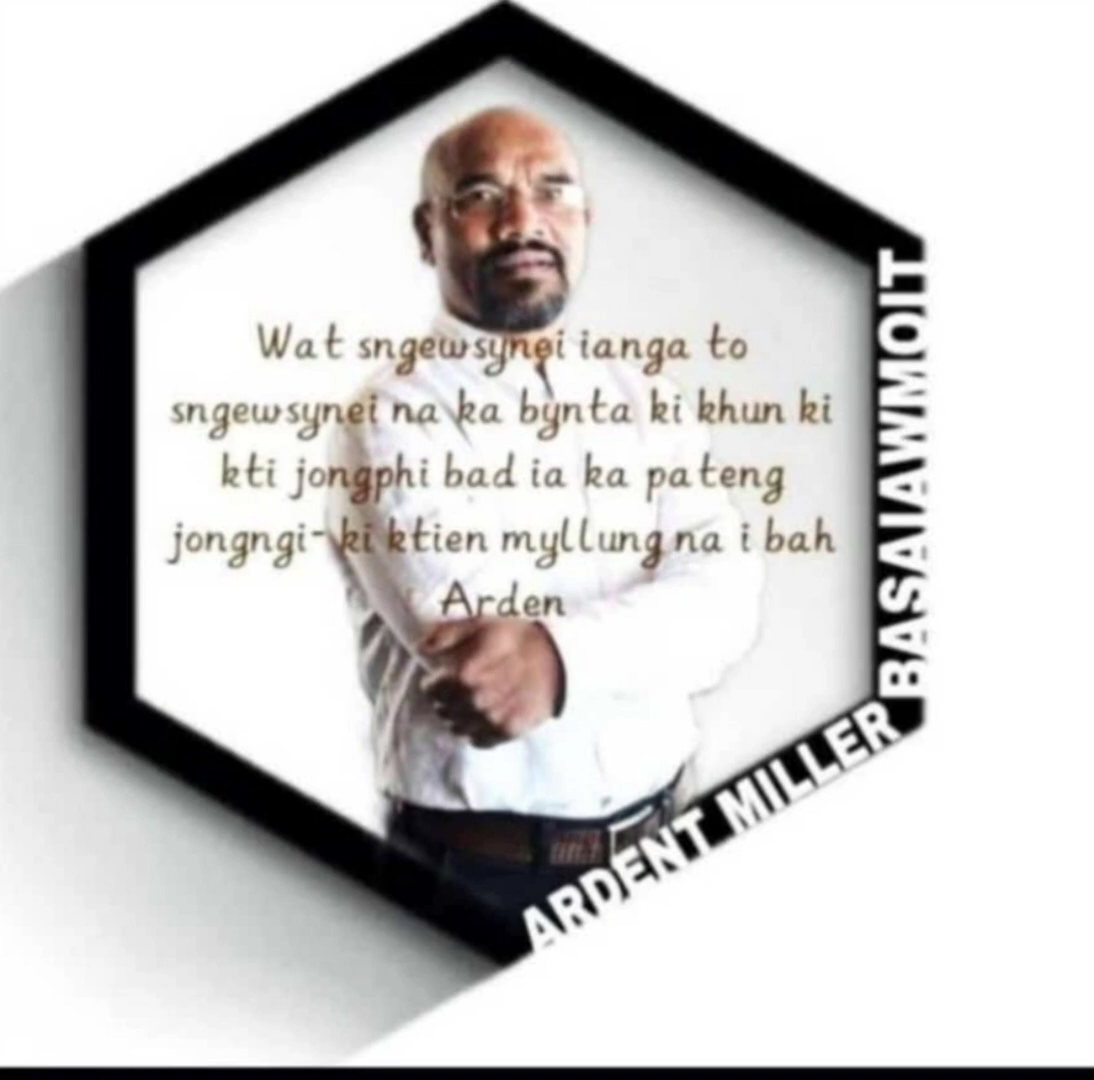 Wat sngewsynei ianga to
sngewsynei na ka bynta ki khun ki
kti jongphi bad ia ka pateng
jongngi- ki ktien myllung na i bah
Arden
ARDENT MILLER BASAIAWMOIT